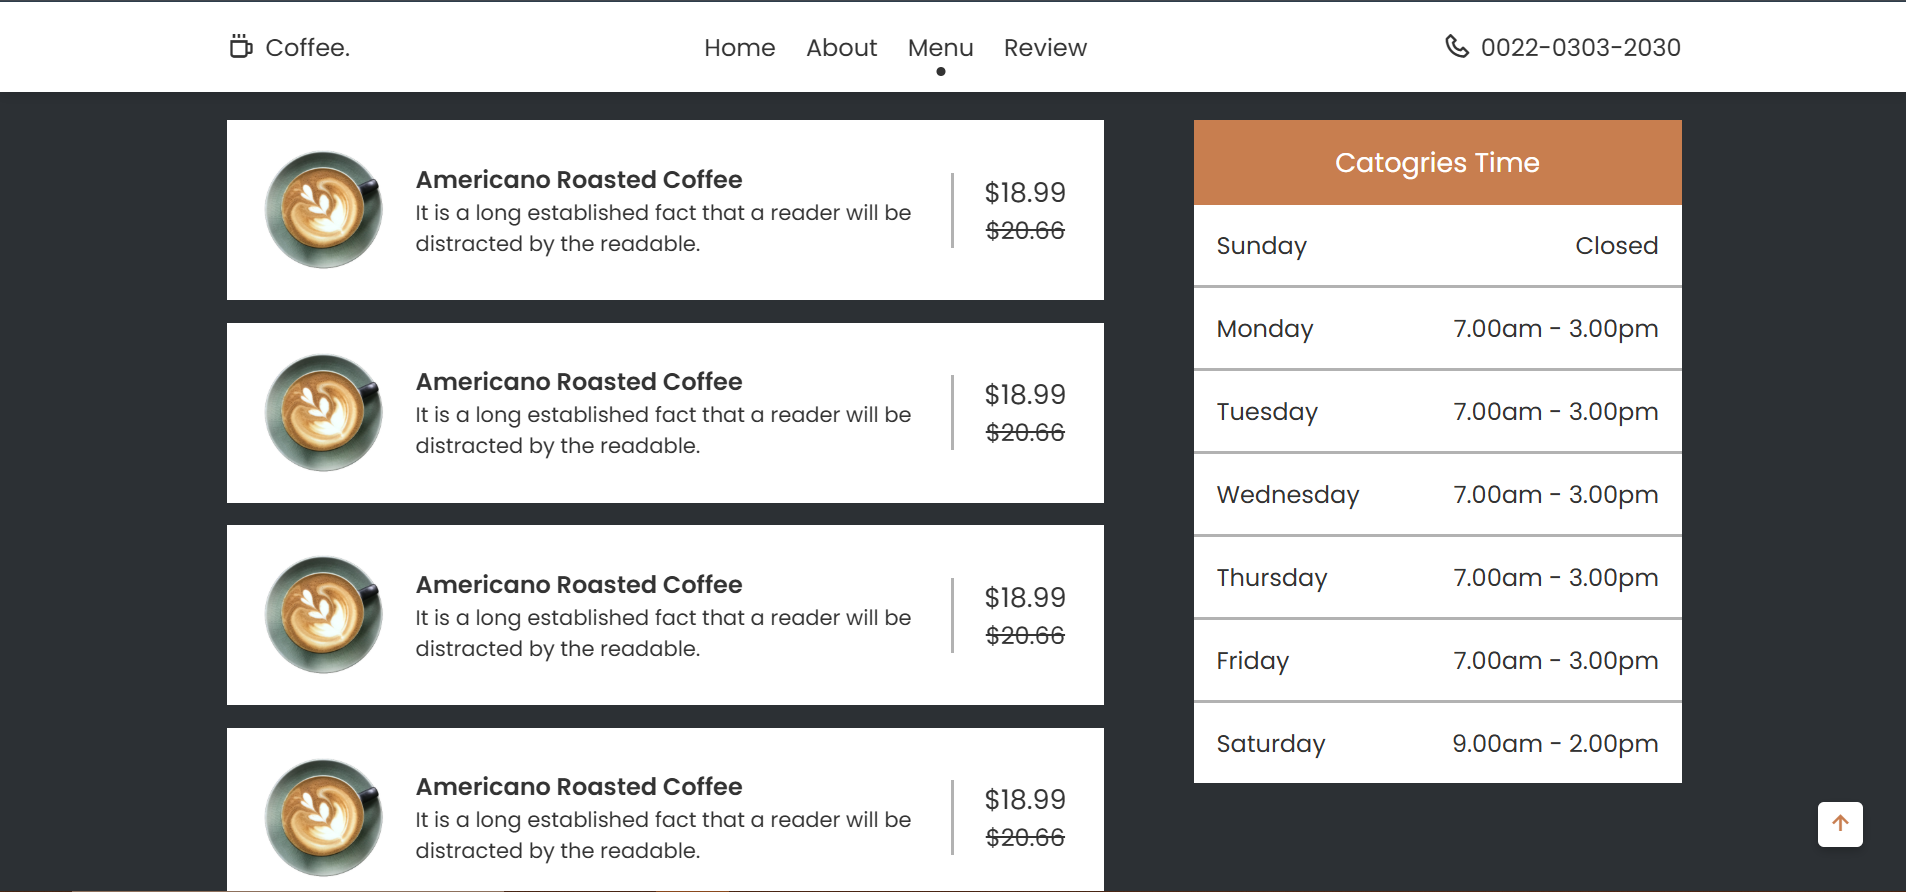 Coffee.
Home About Menu Review
0022-0303-2030
Americano Roasted Coffee
It is a long established fact that a reader will be
distracted by the readable.
$18.99
$20.66
Americano Roasted Coffee
It is a long established fact that a reader will be
distracted by the readable.
$18.99
$20.66
Americano Roasted Coffee
It is a long established fact that a reader will be
distracted by the readable.
$18.99
$20.66
Americano Roasted Coffee
It is a long established fact that a reader will be
distracted by the readable.
$18.99
$20.66
Catogries Time
Sunday Closed
Monday 7.00am - 3.00pm
Tuesday 7.00am - 3.00pm
Wednesday 7.00am - 3.00pm
Thursday 7.00am - 3.00pm
Friday 7.00am - 3.00pm
Saturday 9.00am - 2.00pm